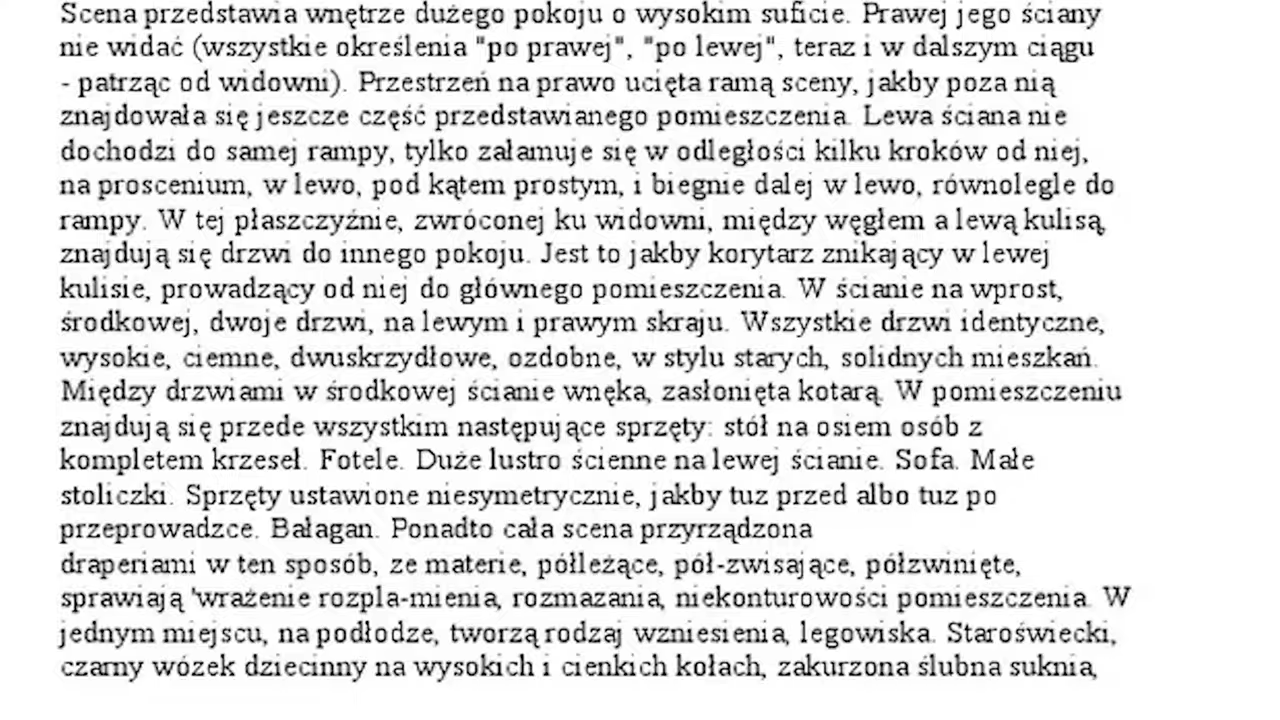 Scena przedstawia wnętrze dużego pokoju o wysokim suficie. Prawej jego ściany
nie widać (wszystkie określenia "po prawej", "po lewej", teraz i w dalszym ciągu
- patrząc od widowni). Przestrzeń na prawo ucięta ramą sceny, jakby poza nią
znajdowała się jeszcze część przedstawianego pomieszczenia. Lewa ściana nie
dochodzi do samej rampy, tylko załamuje się w odległości kilku kroków od niej,
na proscenium, w lewo, pod kątem prostym, i biegnie dalej w lewo, równolegle do
rampy. W tej płaszczyźnie, zwróconej ku widowni, między węgłem a lewą kulisą,
znajdują się drzwi do innego pokoju. Jest to jakby korytarz znikający w lewej
kulisie, prowadzący od niej do głównego pomieszczenia. W ścianie na wprost,
środkowej, dwoje drzwi, na lewym i prawym skraju. Wszystkie drzwi identyczne,
wysokie, ciemne, dwuskrzydłowe, ozdobne, w stylu starych, solidnych mieszkań.
Między drzwiami w środkowej ścianie wnęka, zasłonięta kotarą. W pomieszczeniu
znajdują się przede wszystkim następujące sprzęty: stół na osiem osób z
kompletem krzeseł. Fotele. Duże lustro ścienne na lewej ścianie. Sofa. Małe
stoliczki. Sprzęty ustawione niesymetrycznie, jakby tuz przed albo tuz po
przeprowadzce. Bałagan. Ponadto cała scena przyrządzona
draperiami w ten sposób, ze materie, półleżące, pół-zwisające, półzwinięte,
sprawiają 'wrażenie rozpla-mienia, rozmazania, niekonturowości pomieszczenia. W
jednym miejscu, na podłodze, tworzą rodzaj wzniesienia, legowiska. Staroświecki,
czarny wózek dziecinny na wysokich i cienkich kołach, zakurzona ślubna suknia,